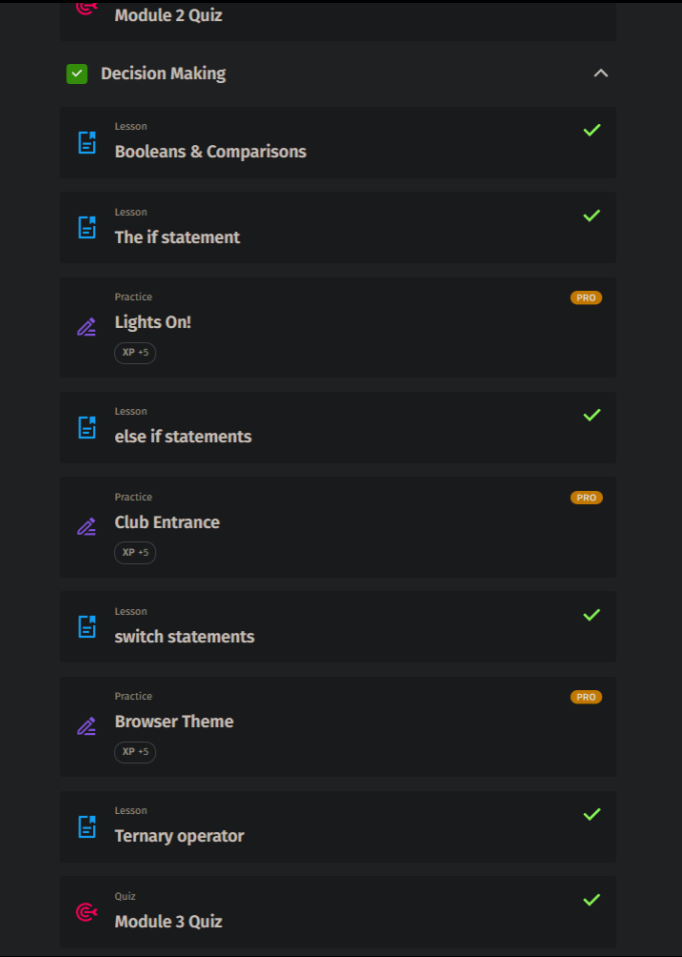 Module 2 Quiz
Decision Making
Lesson
Booleans & Comparisons
Lesson
The if statement
Practice
PRO
Lights On!
XP +5
Lesson
else if statements
Practice
PRO
Club Entrance
XP +5
Lesson
switch statements
Practice
PRO
Browser Theme
XP +5
Lesson
Ternary operator
Quiz
Module 3 Quiz